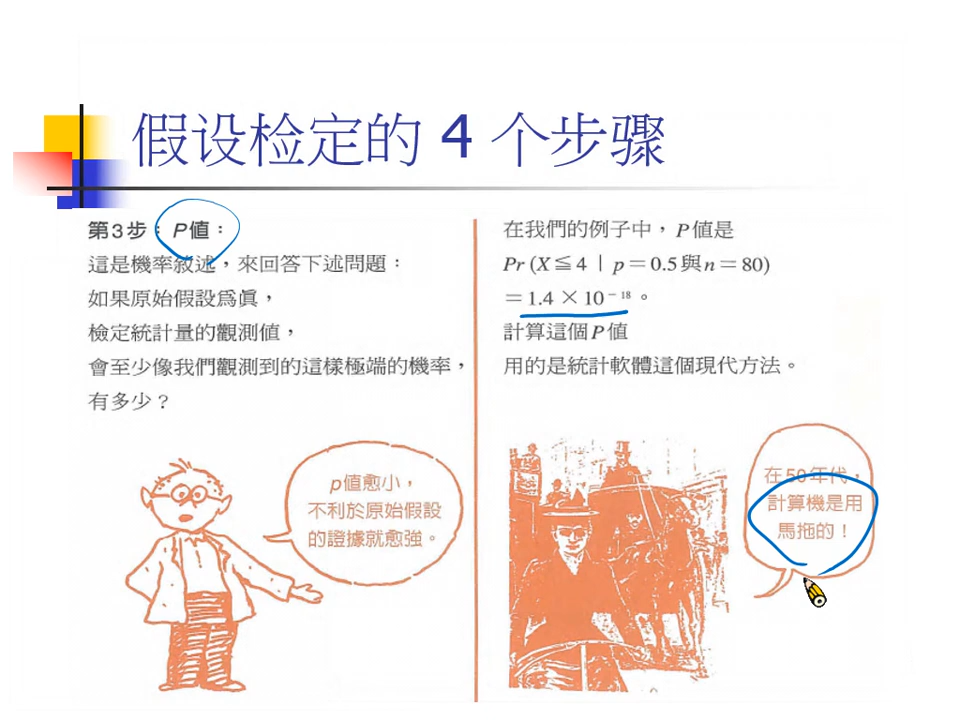 假设检定的 4 个步骤
第3步：P值：
這是機率敘述，來回答下述問題：
如果原始假設爲眞，
檢定統計量的觀測值，
會至少像我們觀測到的這樣極端的機率，
有多少？
p值愈小，
不利於原始假設
的證據就愈強。
在我們的例子中，P值是
Pr (X≦4 | p＝0.5與n＝80)
＝1.4 × 10⁻¹⁸。
計算這個P值
用的是統計軟體這個現代方法。
在50年代，
計算機是用
馬拖的！